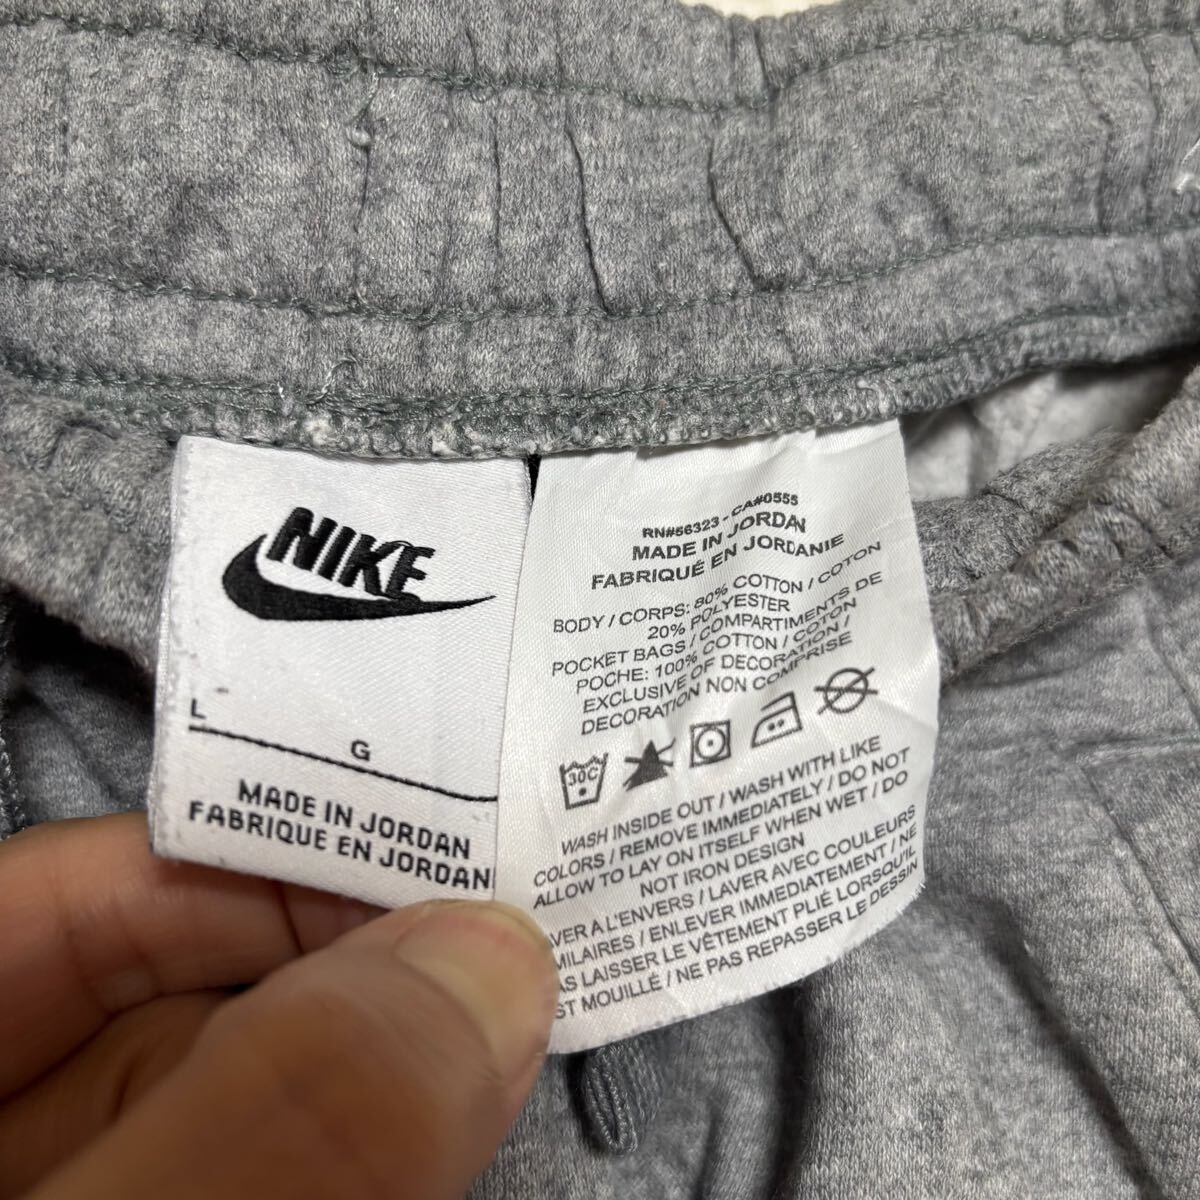 NIKE
L
G
MADE IN JORDAN
FABRIQUE EN JORDAN
RN#56323 - CA#0555
MADE IN JORDAN
FABRIQUÉ EN JORDANIE
BODY / CORPS: 80% COTTON / COTON
20% POLYESTER
POCKET BAGS / COMPARTIMENTS DE
POCHE: 100% COTTON / COTON
EXCLUSIVE OF DECORATION /
DECORATION NON COMPRISE
30C
WASH INSIDE OUT / WASH WITH LIKE
COLORS / REMOVE IMMEDIATELY / DO NOT
ALLOW TO LAY ON ITSELF WHEN WET / DO
NOT IRON DESIGN
AVER A L'ENVERS / LAVER AVEC COULEURS
MILAIRES / ENLEVER IMMEDIATEMENT / NE
AS LAISSER LE VÊTEMENT PLIÉ LORSQU'IL
ST MOUILLÉ / NE PAS REPASSER LE DESSIN